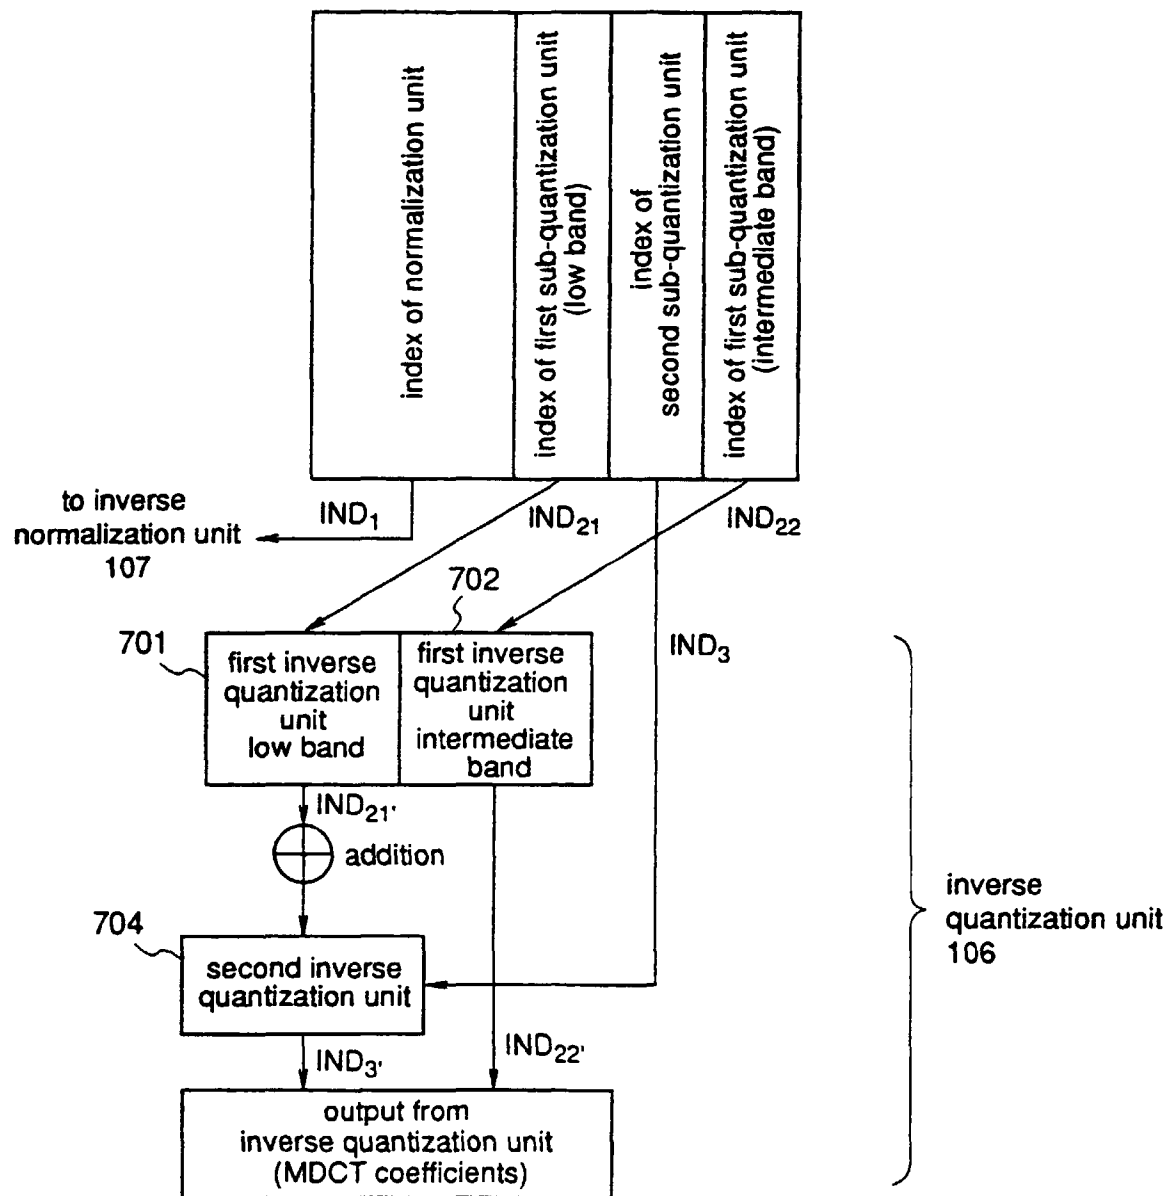 index of normalization unit
index of first sub-quantization unit
(low band)
index of
second sub-quantization unit
index of first sub-quantization unit
(intermediate band)
to inverse
normalization unit
107
IND1
IND21
IND22
702
701
IND3
first inverse
quantization
unit
low band
first inverse
quantization
unit
intermediate
band
IND21'
addition
704
second inverse
quantization unit
inverse
quantization unit
106
IND3'
IND22'
output from
inverse quantization unit
(MDCT coefficients)